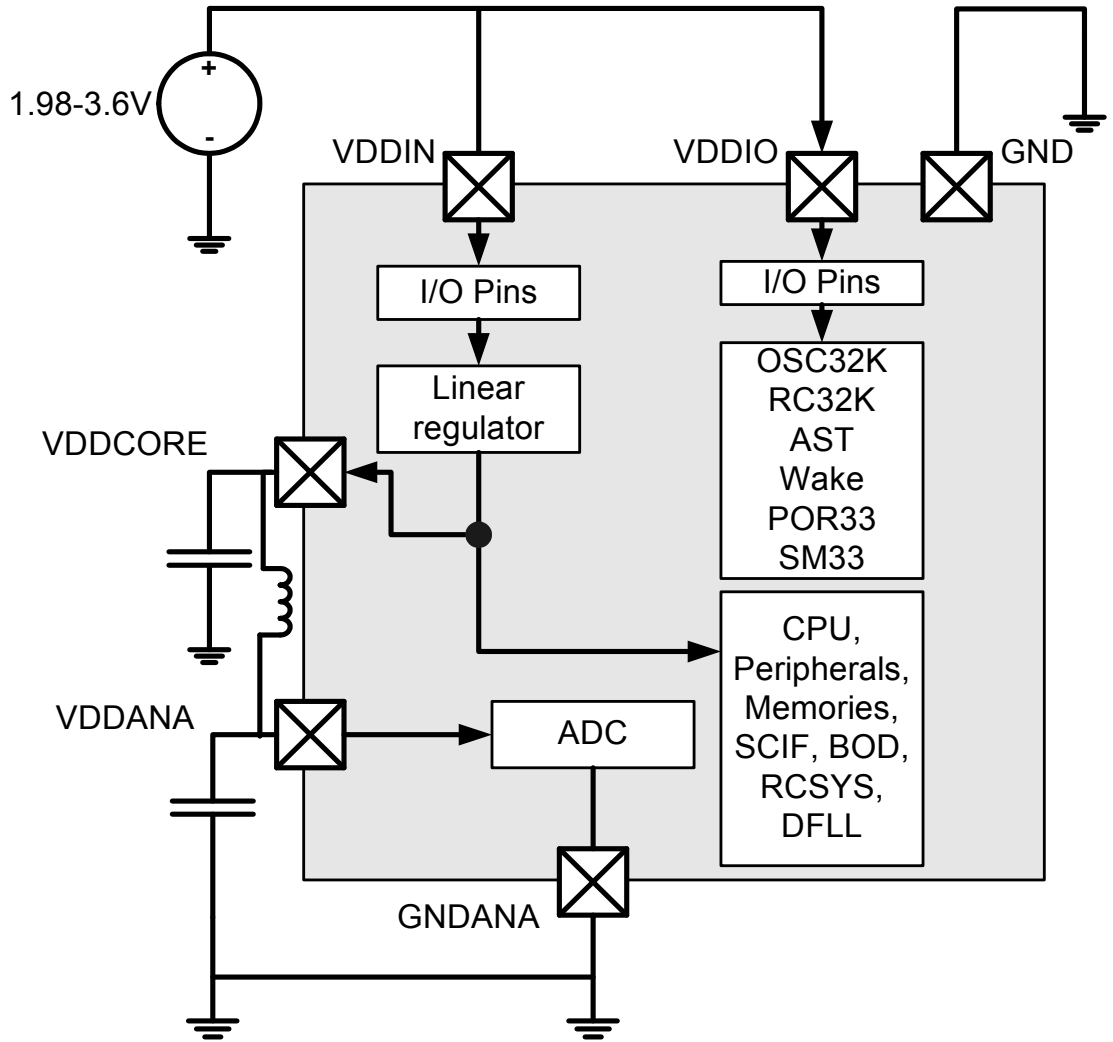 +
1.98-3.6V
-
VDDIN
VDDIO
GND
I/O Pins
I/O Pins
Linear
regulator
OSC32K
RC32K
AST
Wake
POR33
SM33
VDDCORE
CPU,
Peripherals,
Memories,
SCIF, BOD,
RCSYS,
DFLL
VDDANA
ADC
GNDANA